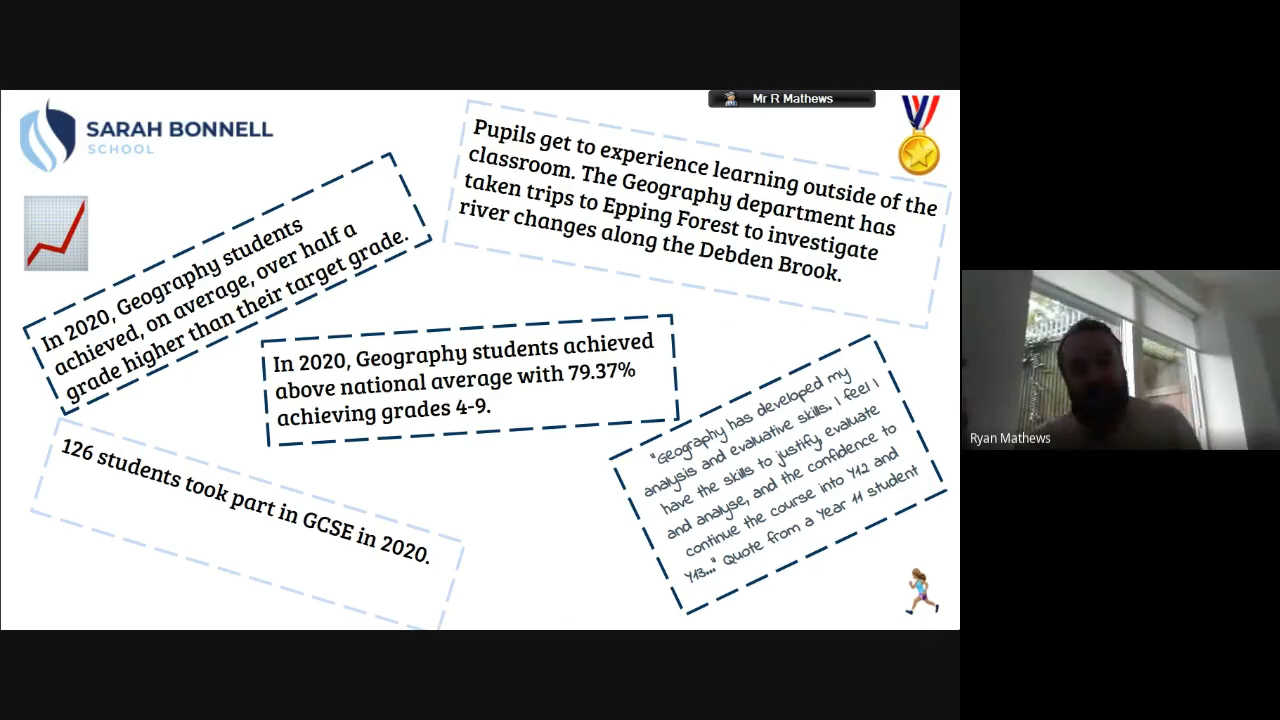 Mr R Mathews
SARAH BONNELL
SCHOOL
Pupils get to experience learning outside of the
classroom. The Geography department has
taken trips to Epping Forest to investigate
river changes along the Debden Brook.
In 2020, Geography students
achieved, on average, over half a
grade higher than their target grade.
In 2020, Geography students achieved
above national average with 79.37%
achieving grades 4-9.
"Geography has developed my
analysis and evaluative skills. I feel I
have the skills to justify, evaluate
and analyse, and the confidence to
continue the course into Y12 and
Y13..." Quote from a Year 11 student
126 students took part in GCSE in 2020.
Ryan Mathews